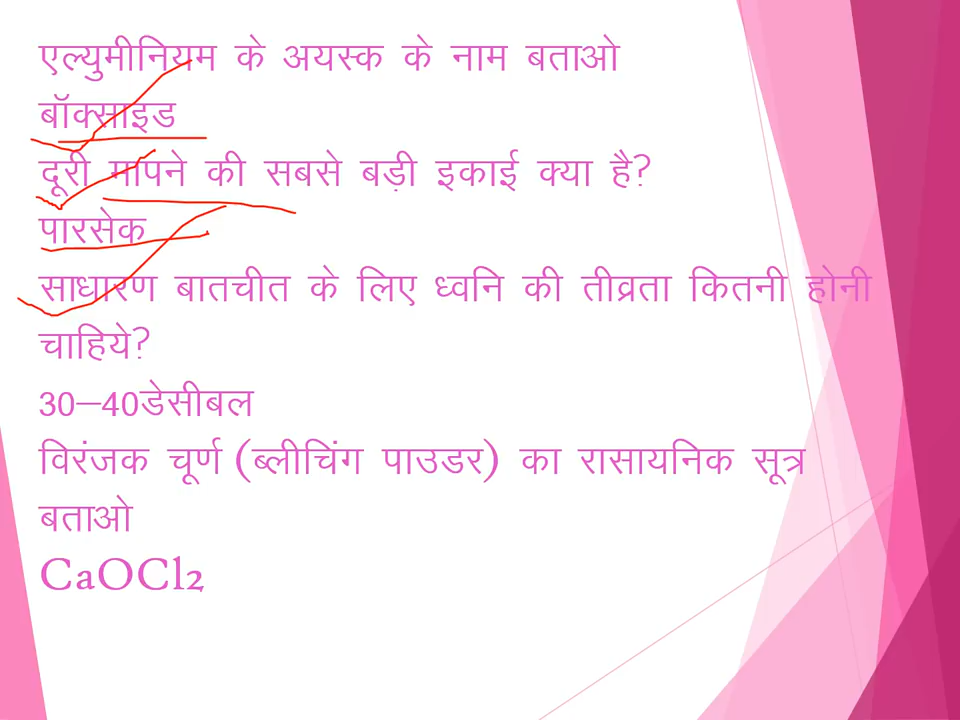 एल्युमीनियम के अयस्क के नाम बताओ
बॉक्साइड
दूरी मापने की सबसे बड़ी इकाई क्या है?
पारसेक
साधारण बातचीत के लिए ध्वनि की तीव्रता कितनी होनी
चाहिये?
30–40डेसीबल
विरंजक चूर्ण (ब्लीचिंग पाउडर) का रासायनिक सूत्र
बताओ
CaOCl2